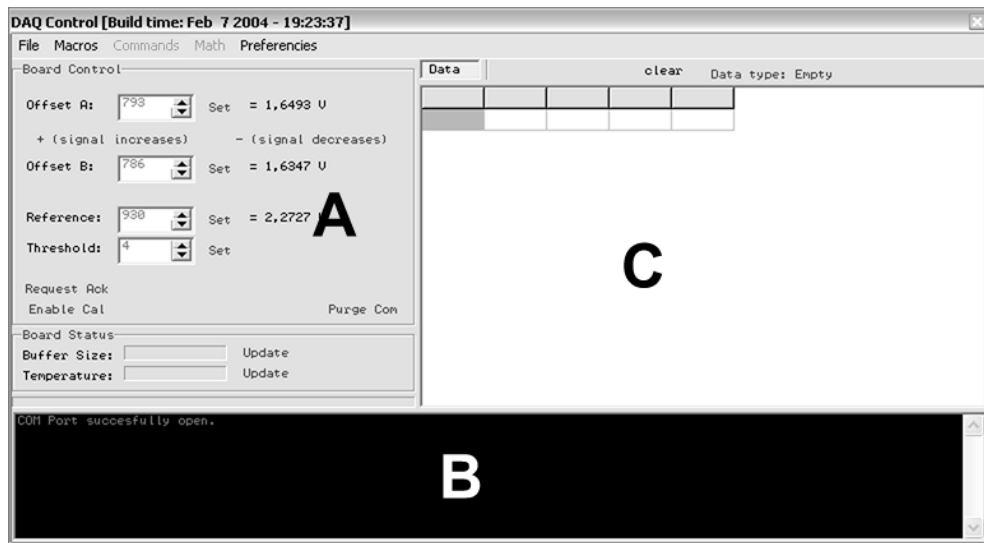 DAQ Control [Build time: Feb 7 2004 - 19:23:37]
File Macros Commands Math Preferencies
Board Control
Offset A: 793 Set = 1,6493 V
+ (signal increases) - (signal decreases)
Offset B: 786 Set = 1,6347 V
Reference: 930 Set = 2,2727
A
Threshold: 4 Set
Request Ack
Enable Cal Purge Com
Board Status
Buffer Size: Update
Temperature: Update
Data clear Data type: Empty
C
COM Port succesfully open.
B